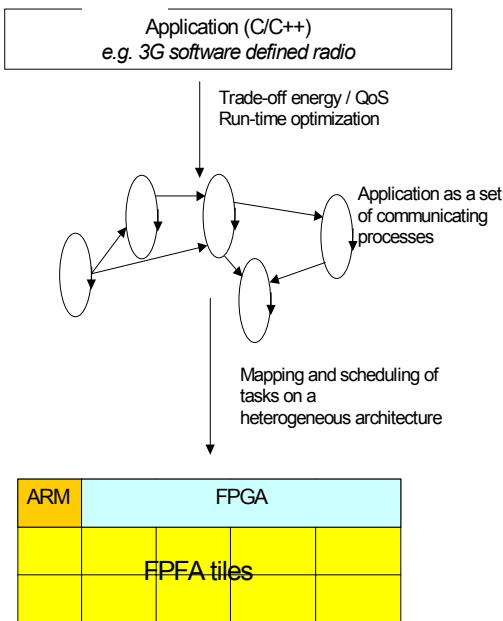 Application (C/C++)
e.g. 3G software defined radio
Trade-off energy / QoS
Run-time optimization
Application as a set
of communicating
processes
Mapping and scheduling of
tasks on a
heterogeneous architecture
ARM
FPGA
FPFA tiles